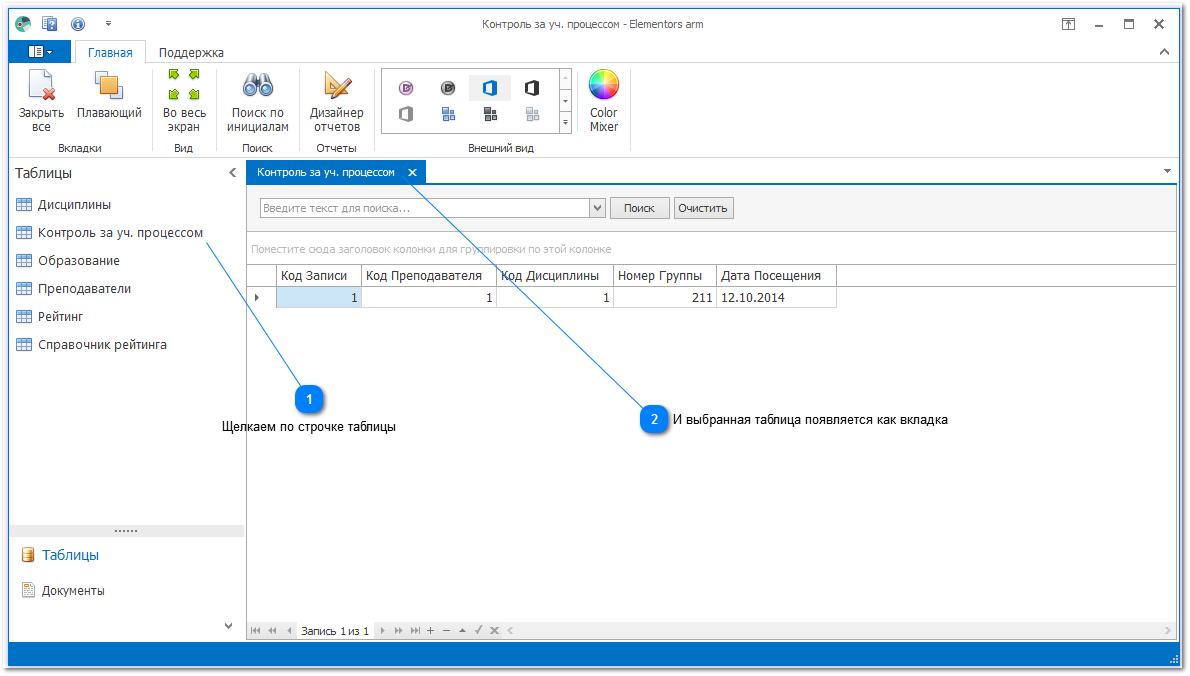 Контроль за уч. процессом - Elementors arm
Главная Поддержка
Закрыть все
Плавающий
Во весь экран
Поиск по инициалам
Дизайнер отчетов
Color Mixer
Вкладки Вид Поиск Отчеты Внешний вид
Таблицы
Контроль за уч. процессом
Дисциплины
Контроль за уч. процессом
Образование
Преподаватели
Рейтинг
Справочник рейтинга
Введите текст для поиска... Поиск Очистить
Поместите сюда заголовок колонки для группировки по этой колонке
Код Записи Код Преподавателя Код Дисциплины Номер Группы Дата Посещения
1 1 1 211 12.10.2014
1
Щелкаем по строчке таблицы
2 И выбранная таблица появляется как вкладка
Таблицы
Документы
Запись 1 из 1